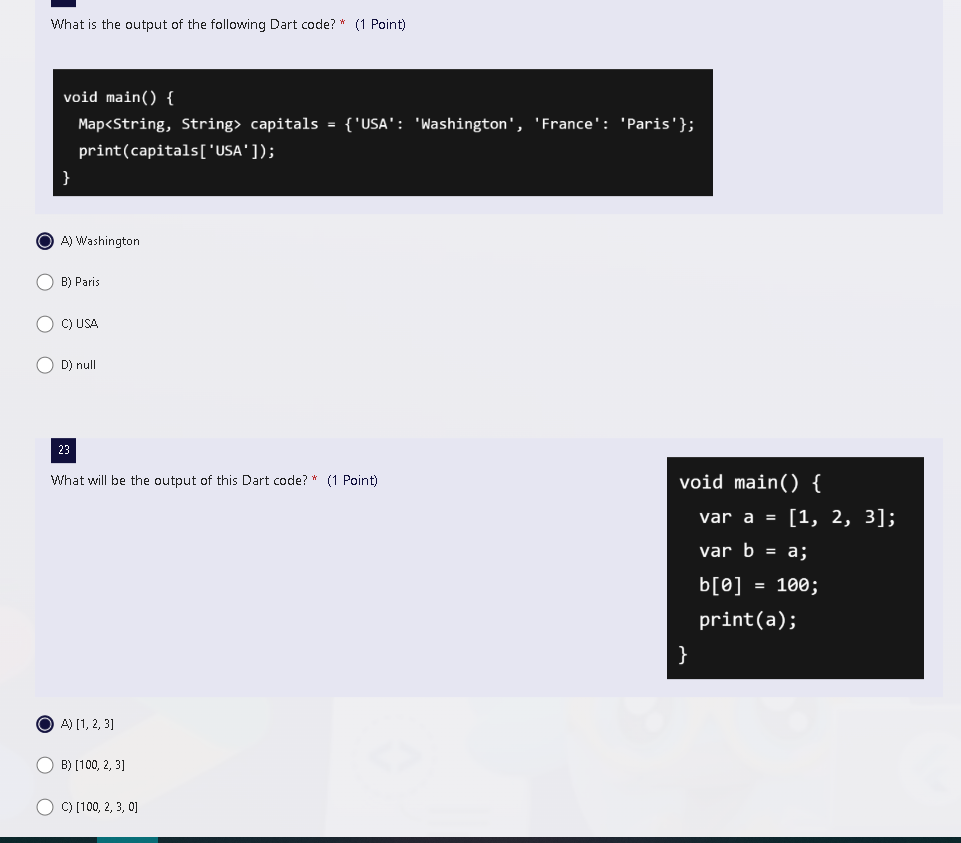 What is the output of the following Dart code? * (1 Point)
void main() {
Map<String, String> capitals = {'USA': 'Washington', 'France': 'Paris'};
print(capitals['USA']);
}
A) Washington
B) Paris
C) USA
D) null
23
What will be the output of this Dart code? * (1 Point)
void main() {
var a = [1, 2, 3];
var b = a;
b[0] = 100;
print(a);
}
A) [1, 2, 3]
B) [100, 2, 3]
C) [100, 2, 3, 0]